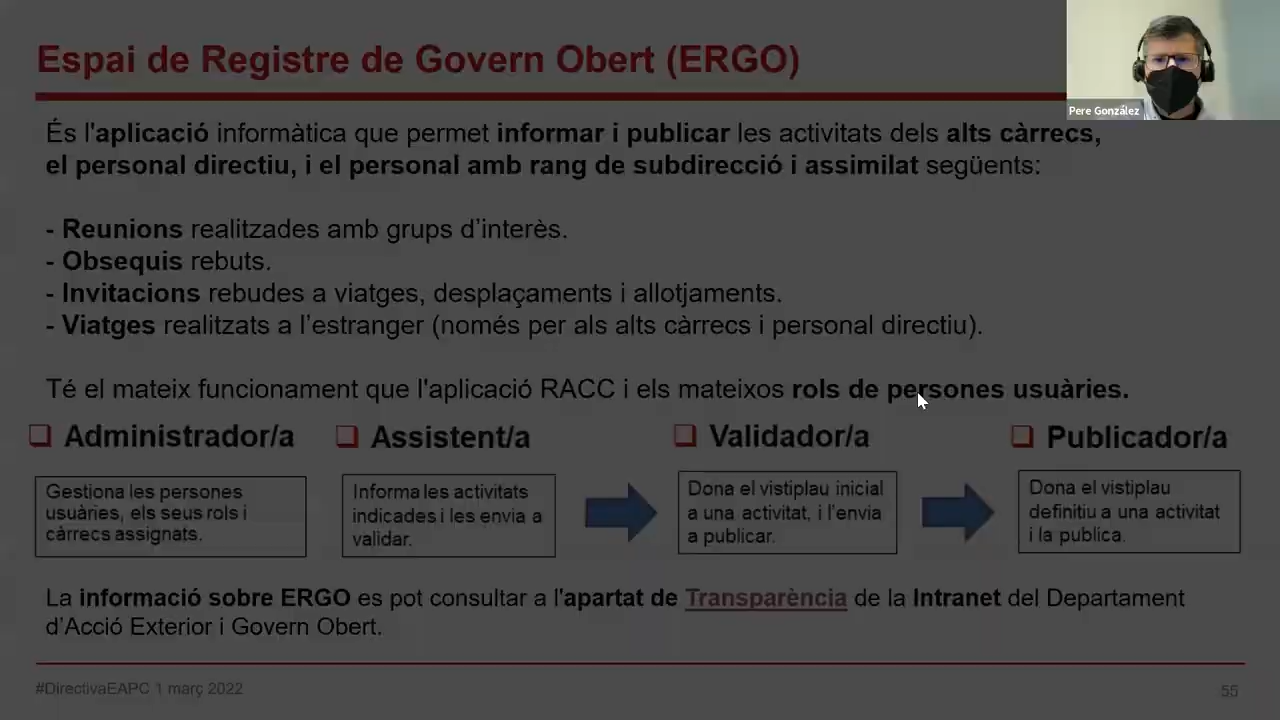 Espai de Registre de Govern Obert (ERGO)
Pere González
És l'aplicació informàtica que permet informar i publicar les activitats dels alts càrrecs,
el personal directiu, i el personal amb rang de subdirecció i assimilat següents:
- Reunions realitzades amb grups d’interès.
- Obsequis rebuts.
- Invitacions rebudes a viatges, desplaçaments i allotjaments.
- Viatges realitzats a l’estranger (només per als alts càrrecs i personal directiu).
Té el mateix funcionament que l'aplicació RACC i els mateixos rols de persones usuàries.
Administrador/a
Gestiona les persones
usuàries, els seus rols i
càrrecs assignats.
Assistent/a
Informa les activitats
indicades i les envia a
validar.
Validador/a
Dona el vistiplau inicial
a una activitat, i l’envia
a publicar.
Publicador/a
Dona el vistiplau
definitiu a una activitat
i la publica.
La informació sobre ERGO es pot consultar a l'apartat de Transparència de la Intranet del Departament
d’Acció Exterior i Govern Obert.
#DirectivaEAPC 1 març 2022
55